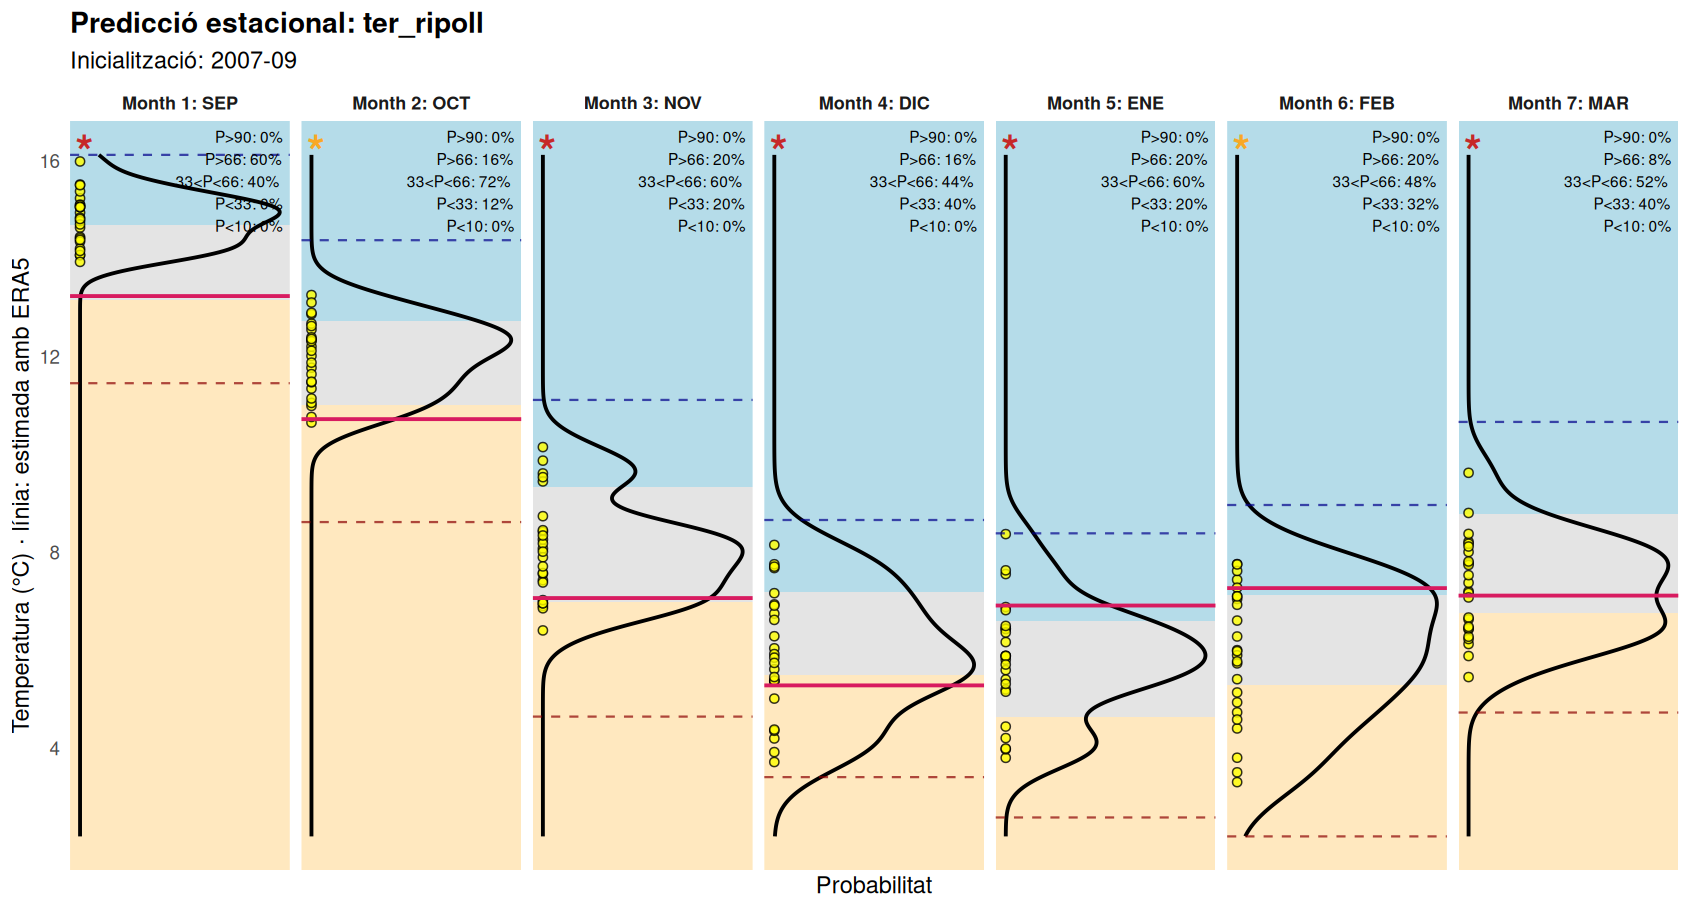 Predicció estacional: ter_ripoll
Inicialització: 2007-09
Month 1: SEP
Month 2: OCT
Month 3: NOV
Month 4: DIC
Month 5: ENE
Month 6: FEB
Month 7: MAR
P>90: 0%
P>66: 60%
33<P<66: 40%
P<33: 0%
P<10: 0%
P>90: 0%
P>66: 16%
33<P<66: 72%
P<33: 12%
P<10: 0%
P>90: 0%
P>66: 20%
33<P<66: 60%
P<33: 20%
P<10: 0%
P>90: 0%
P>66: 16%
33<P<66: 44%
P<33: 40%
P<10: 0%
P>90: 0%
P>66: 20%
33<P<66: 60%
P<33: 20%
P<10: 0%
P>90: 0%
P>66: 20%
33<P<66: 48%
P<33: 32%
P<10: 0%
P>90: 0%
P>66: 8%
33<P<66: 52%
P<33: 40%
P<10: 0%
16
12
8
4
Temperatura (°C) · línia: estimada amb ERA5
Probabilitat